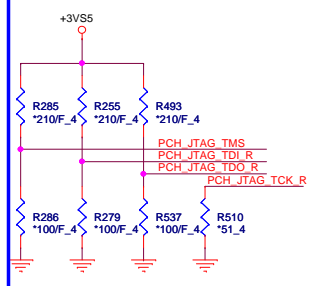 +3VS5
R285 R255 R493
*210/F_4 *210/F_4 *210/F_4
PCH_JTAG_TMS
PCH_JTAG_TDI_R
PCH_JTAG_TDO_R
PCH_JTAG_TCK_R
R286 R279 R537 R510
*100/F_4 *100/F_4 *100/F_4 *51_4